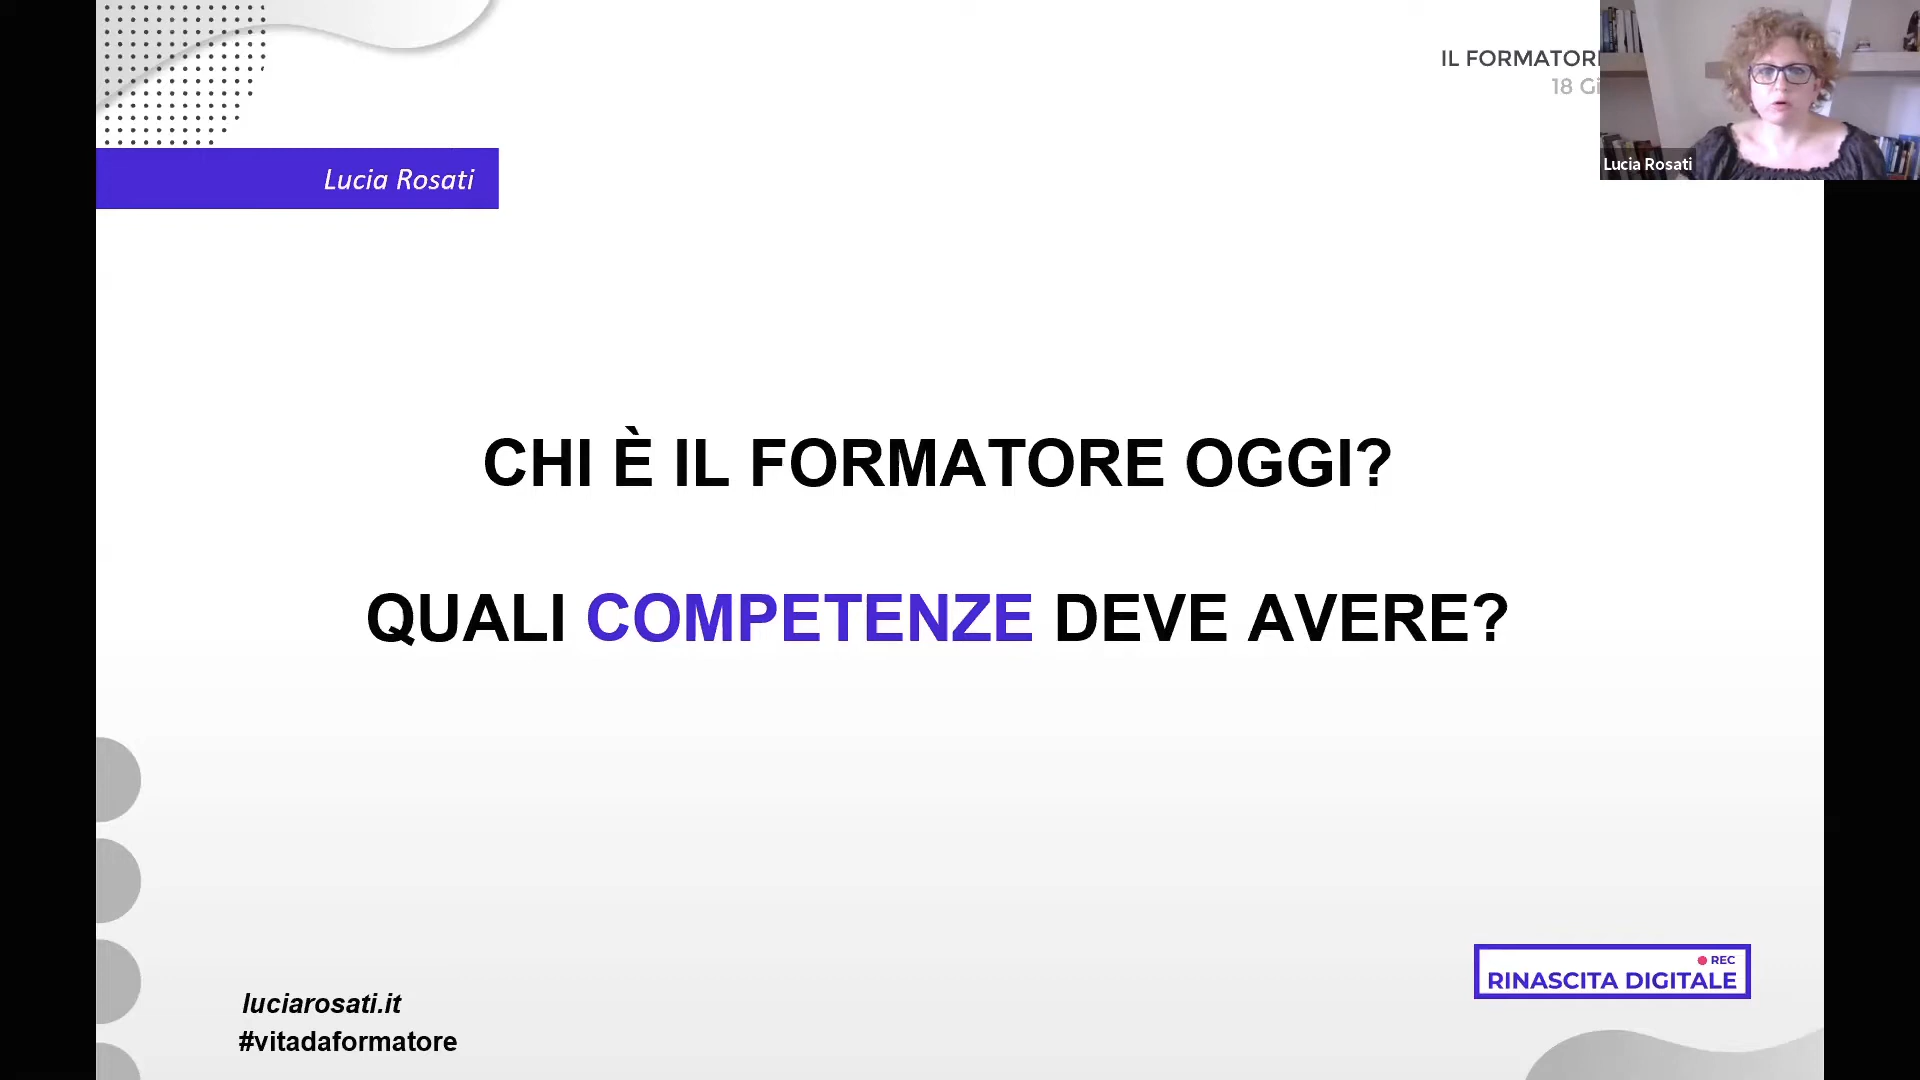 IL FORMATORE
18 Gi
Lucia Rosati
Lucia Rosati
CHI È IL FORMATORE OGGI?
QUALI COMPETENZE DEVE AVERE?
REC
RINASCITA DIGITALE
luciarosati.it
#vitadaformatore